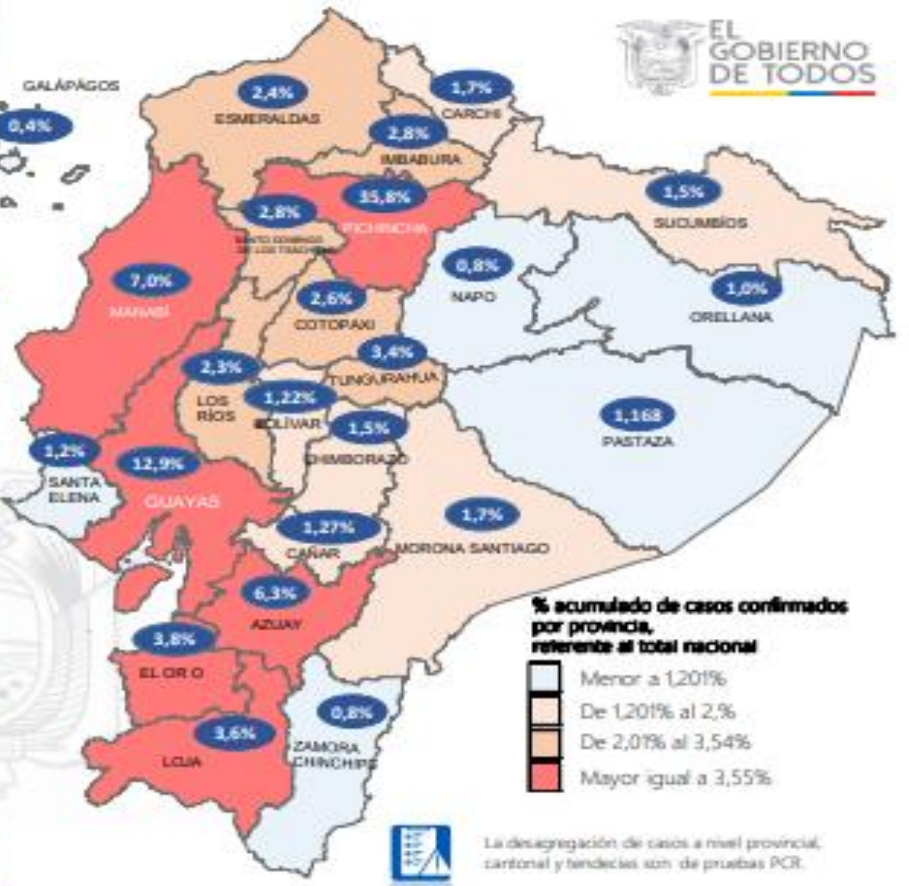 EL
GOBIERNO
DE TODOS
GALÁPAGOS
0,4%
2,4%
ESMERALDAS
1,7%
CARCHI
2,8%
IMBABURA
35,8%
PICHINCHA
1,5%
SUCUMBÍOS
2,8%
SANTO DOMINGO
DE LOS TSÁCHILAS
7,0%
MANABÍ
0,8%
NAPO
1,0%
ORELLANA
2,6%
COTOPAXI
3,4%
TUNGURAHUA
2,3%
LOS
RÍOS
1,22%
BOLÍVAR
1,5%
CHIMBORAZO
1,168
PASTAZA
1,2%
SANTA
ELENA
12,9%
GUAYAS
1,27%
CAÑAR
1,7%
MORONA SANTIAGO
6,3%
AZUAY
3,8%
EL OR O
3,6%
LOJA
0,8%
ZAMORA
CHINCHIPE
% acumulado de casos confirmados
por provincia,
referente al total nacional
Menor a 1,201%
De 1,201% al 2,%
De 2,01% al 3,54%
Mayor igual a 3,55%
La desagregación de casos a nivel provincial,
cantonal y tendecias son de pruebas PCR.